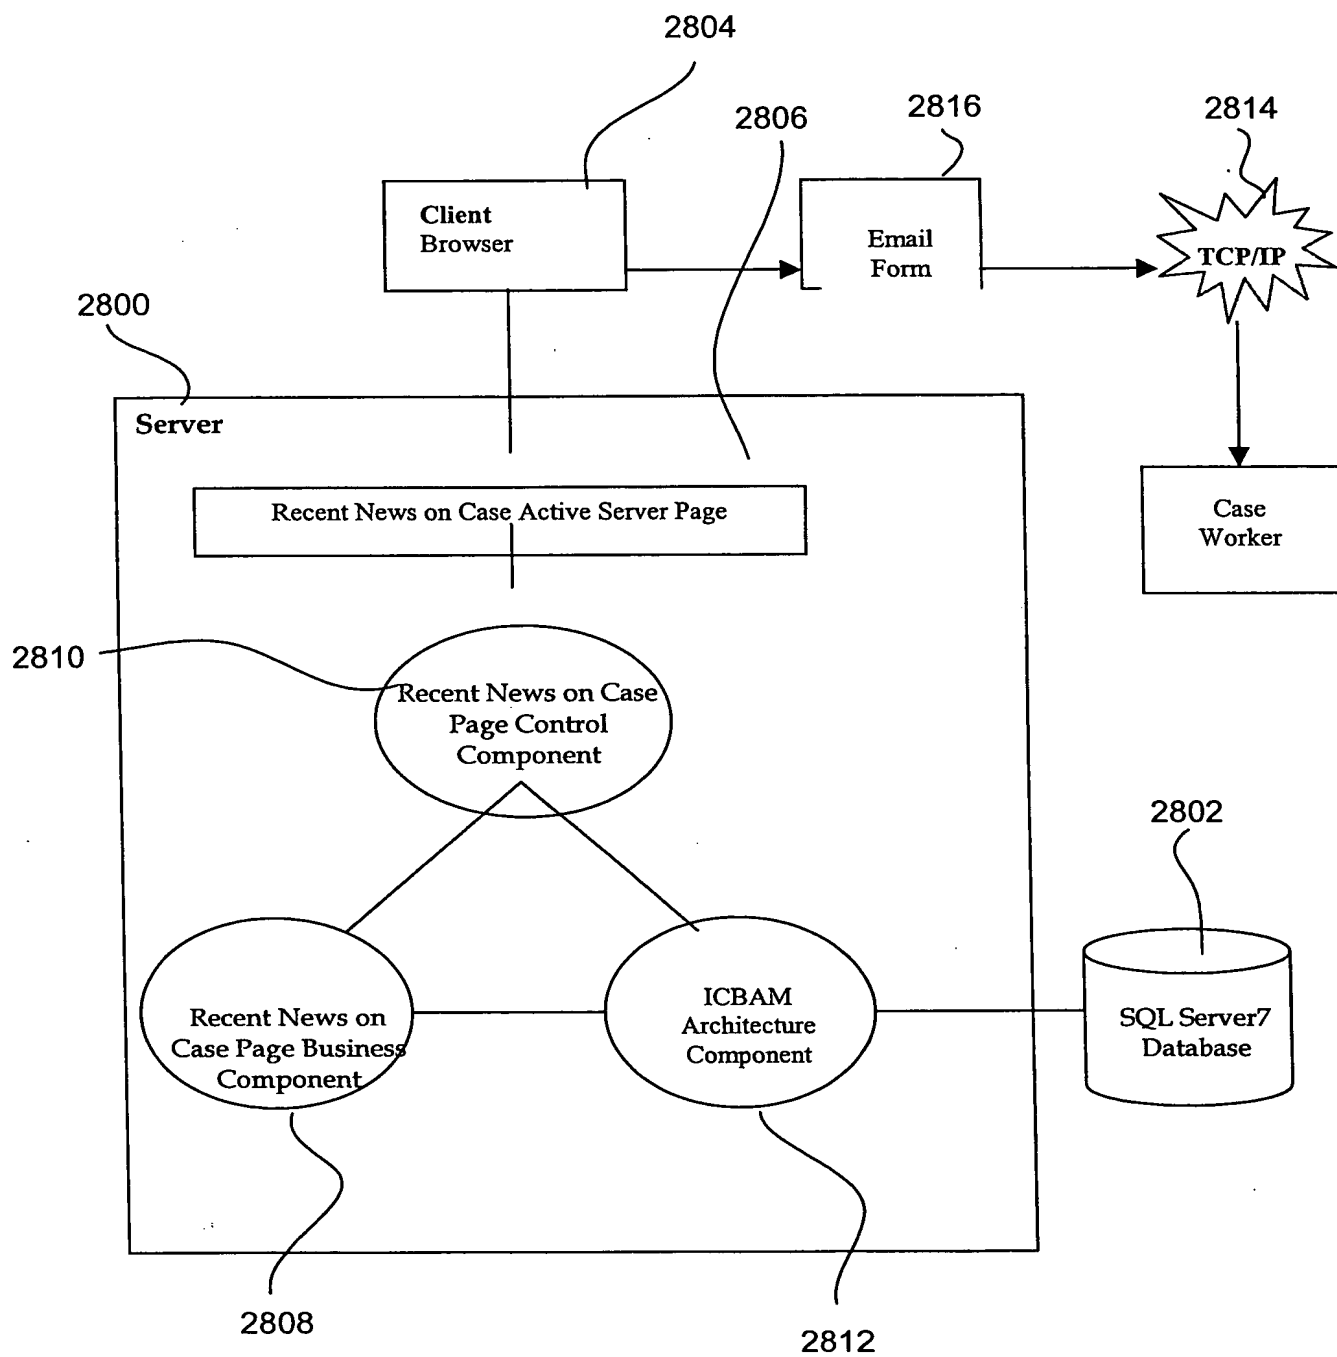 2804
2806
2816
2814
Client
Browser
Email
Form
TCP/IP
2800
Server
Recent News on Case Active Server Page
Case
Worker
2810
Recent News on Case
Page Control
Component
2802
Recent News on
Case Page Business
Component
ICBAM
Architecture
Component
SQL Server7
Database
2808
2812